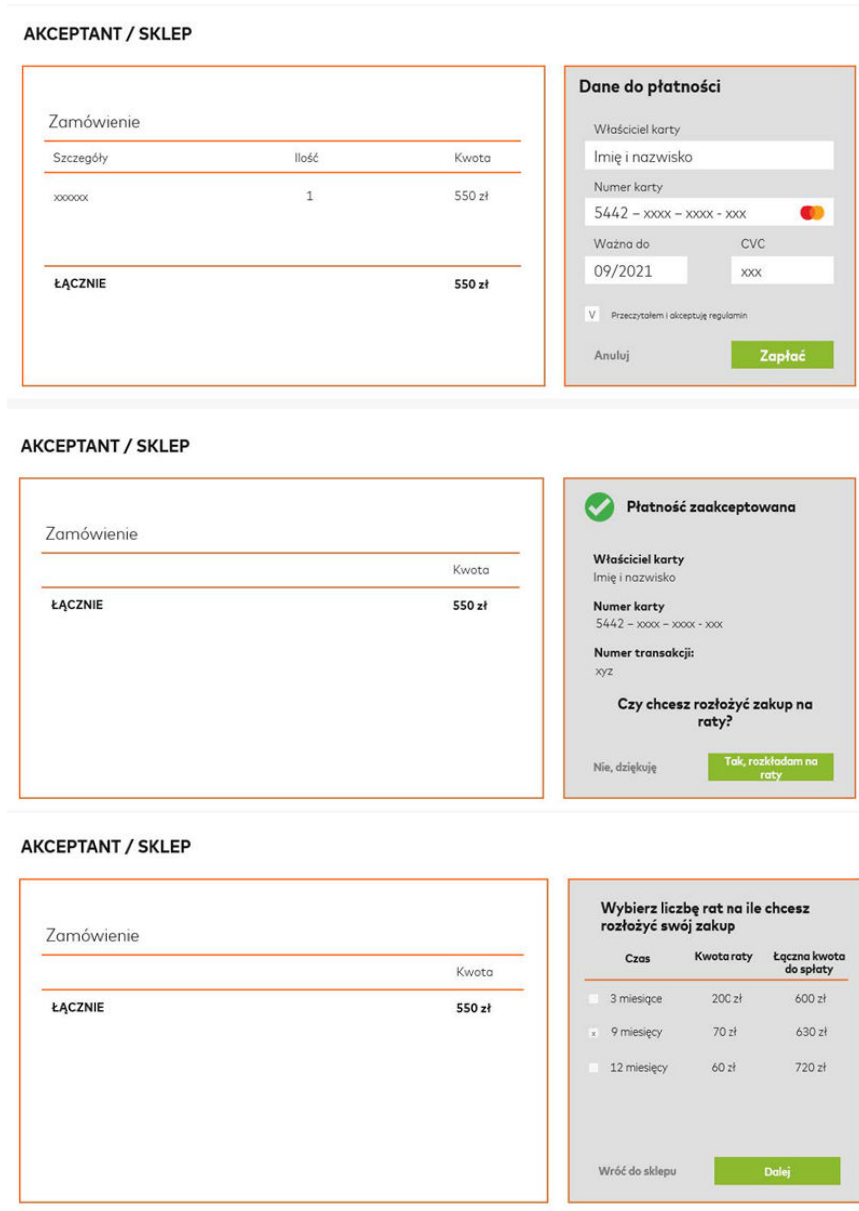 AKCEPTANT / SKLEP
Zamówienie
Szczegóły Ilość Kwota
xxxxxx 1 550 zł
ŁĄCZNIE 550 zł
Dane do płatności
Właściciel karty
Imię i nazwisko
Numer karty
5442 – xxxx – xxxx - xxx
Ważna do CVC
09/2021 xxx
V Przeczytałem i akceptuję regulamin
Anuluj Zapłać
AKCEPTANT / SKLEP
Zamówienie
Kwota
ŁĄCZNIE 550 zł
Płatność zaakceptowana
Właściciel karty
Imię i nazwisko
Numer karty
5442 – xxxx – xxxx - xxx
Numer transakcji:
xyz
Czy chcesz rozłożyć zakup na
raty?
Nie, dziękuję Tak, rozkładam na
raty
AKCEPTANT / SKLEP
Zamówienie
Kwota
ŁĄCZNIE 550 zł
Wybierz liczbę rat na ile chcesz
rozłożyć swój zakup
Czas Kwota raty Łączna kwota
do spłaty
3 miesiące 200 zł 600 zł
x 9 miesięcy 70 zł 630 zł
12 miesięcy 60 zł 720 zł
Wróć do sklepu Dalej